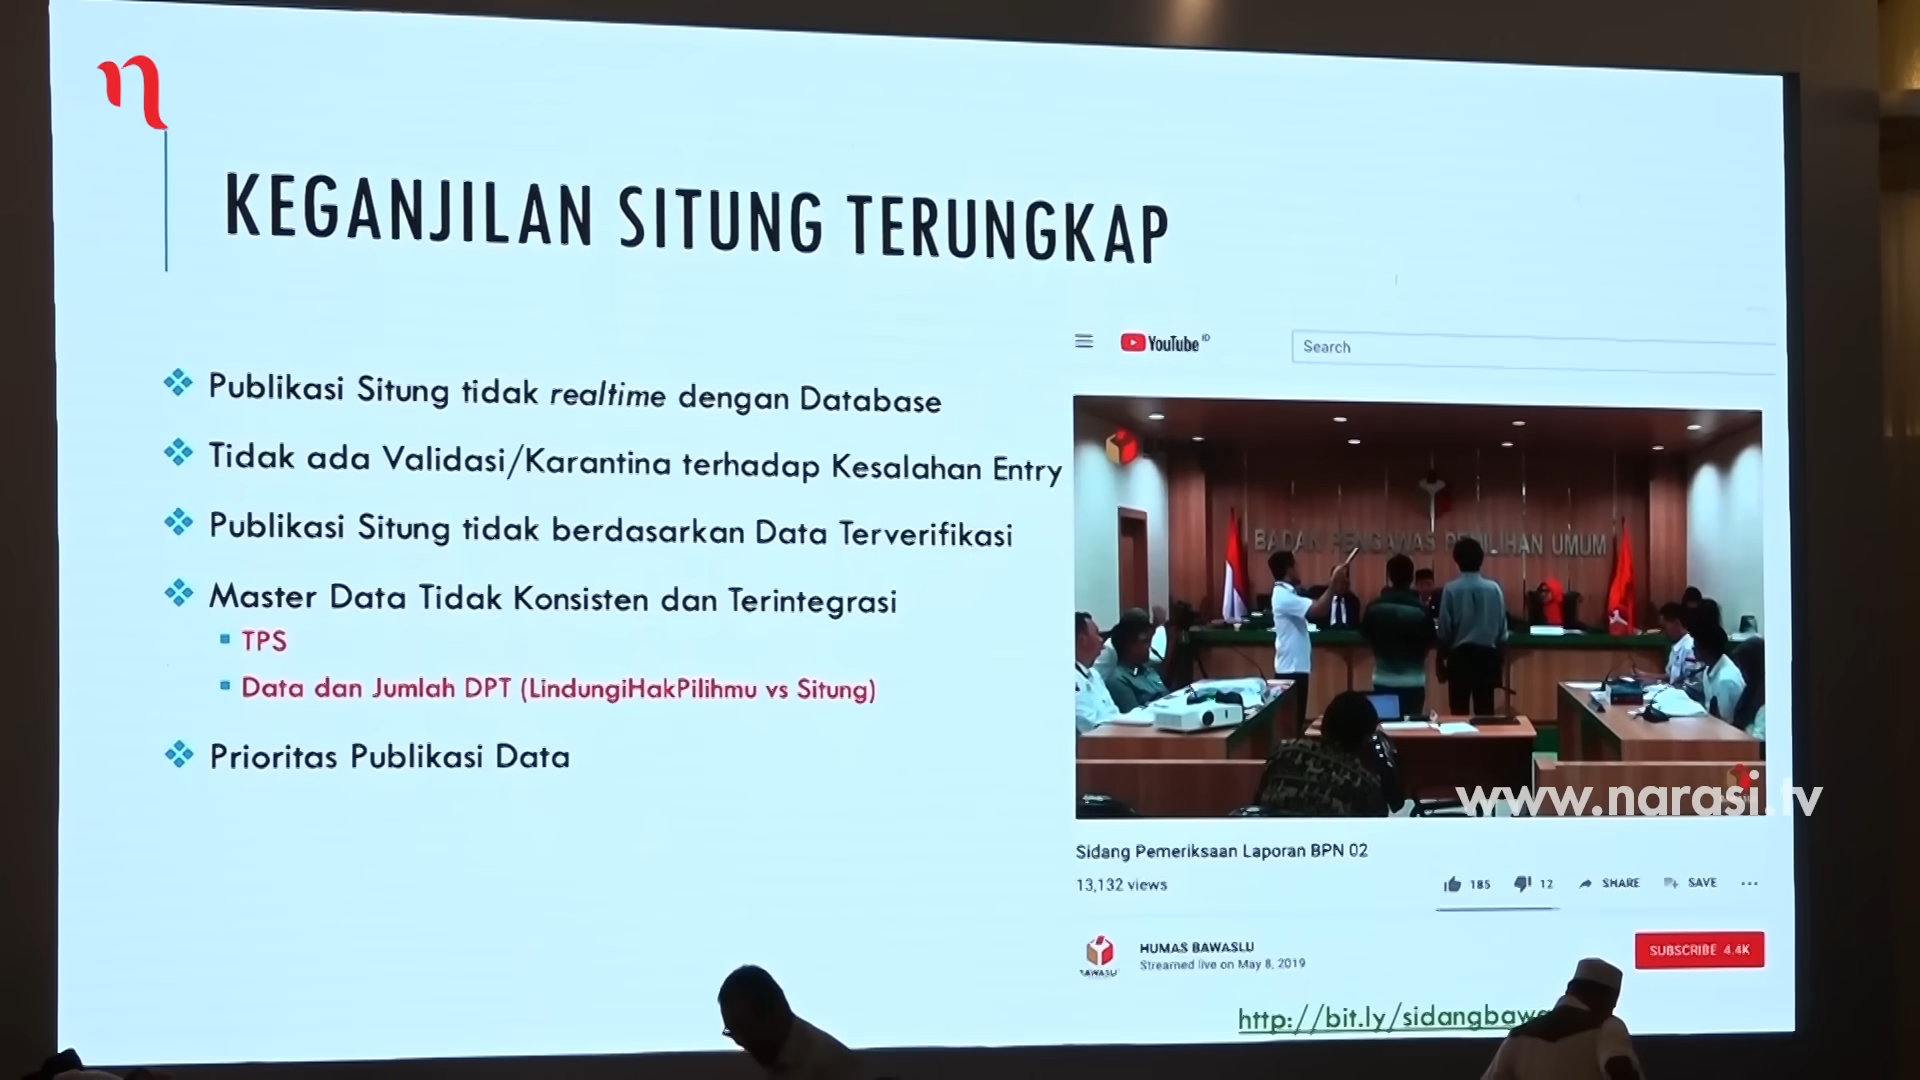 KEGANJILAN SITUNG TERUNGKAP
Publikasi Situng tidak realtime dengan Database
Tidak ada Validasi/Karantina terhadap Kesalahan Entry
Publikasi Situng tidak berdasarkan Data Terverifikasi
Master Data Tidak Konsisten dan Terintegrasi
TPS
Data dan Jumlah DPT (LindungiHakPilihmu vs Situng)
Prioritas Publikasi Data
YouTube ID
Search
BADAN PENGAWAS PEMILIHAN UMUM
www.narasi.tv
Sidang Pemeriksaan Laporan BPN 02
13,132 views
185
12
SHARE
SAVE
HUMAS BAWASLU
Streamed live on May 8, 2019
BAWASLU
SUBSCRIBE 4.4K
http://bit.ly/sidangbawa